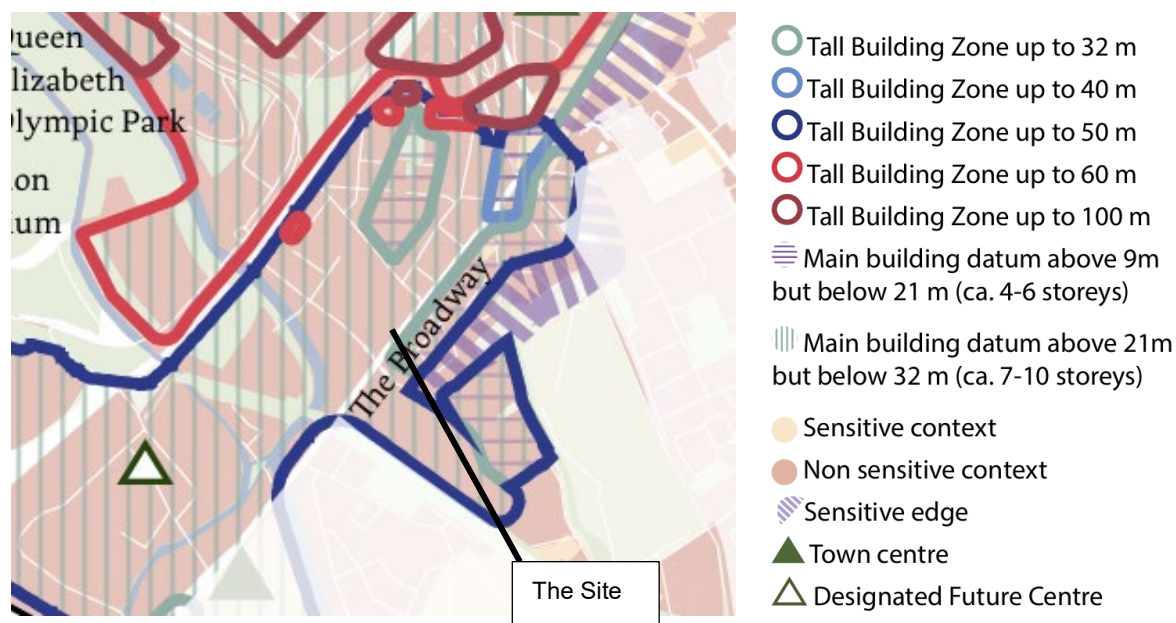 Queen
Elizabeth
Olympic Park
ion
ium
The Broadway
The Site
Tall Building Zone up to 32 m
Tall Building Zone up to 40 m
Tall Building Zone up to 50 m
Tall Building Zone up to 60 m
Tall Building Zone up to 100 m
Main building datum above 9m
but below 21 m (ca. 4-6 storeys)
Main building datum above 21m
but below 32 m (ca. 7-10 storeys)
Sensitive context
Non sensitive context
Sensitive edge
Town centre
Designated Future Centre